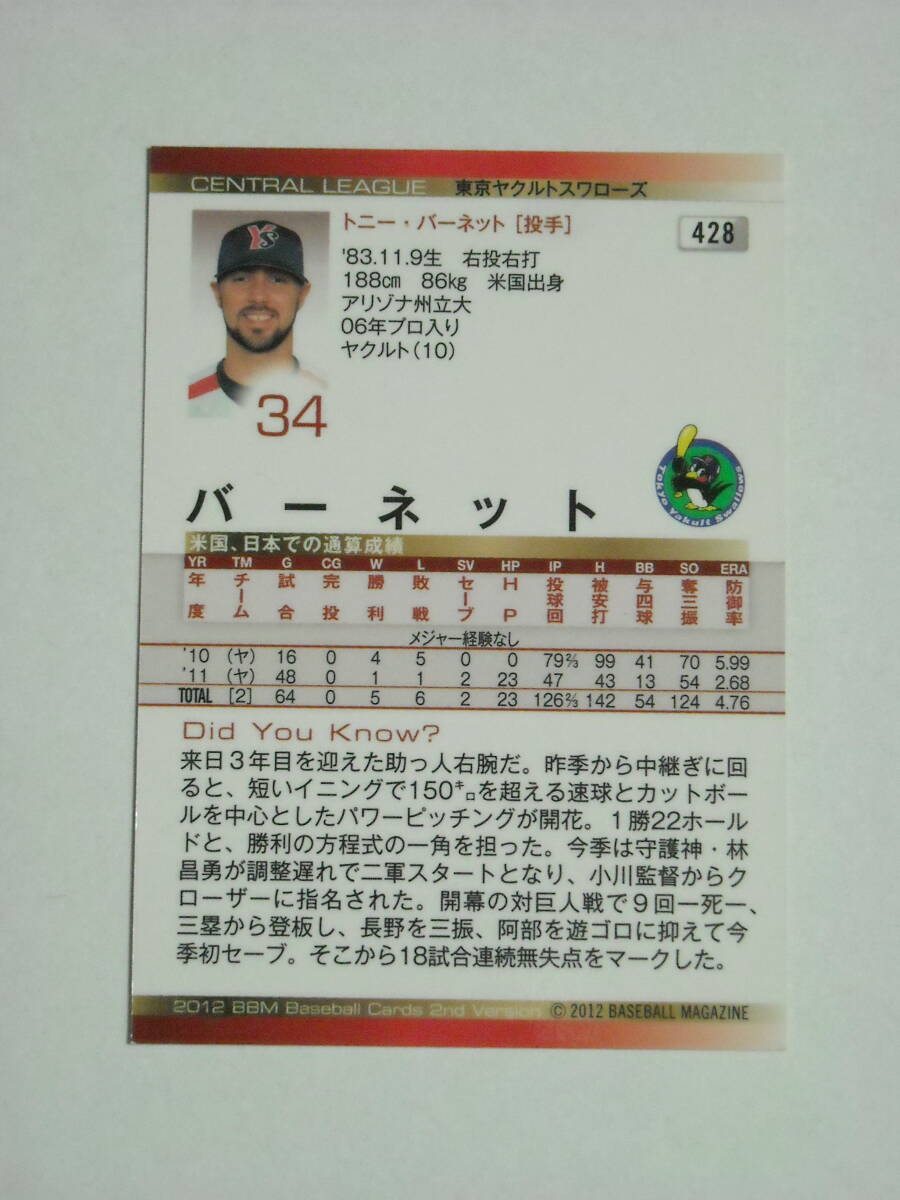 CENTRAL LEAGUE 東京ヤクルトスワローズ
トニー・バーネット [投手]
428
'83.11.9生 右投右打
188cm 86kg 米国出身
アリゾナ州立大
06年プロ入り
ヤクルト(10)
Y's
34
Tokyo Yakult Swallows
バーネット
米国、日本での通算成績
YR TM G CG W L SV HP IP H BB SO ERA
年度 チーム 試合 完投 勝利 敗戦 セーブ HP 投球回 被安打 与四球 奪三振 防御率
メジャー経験なし
'10 (ヤ) 16 0 4 5 0 0 79⅔ 99 41 70 5.99
'11 (ヤ) 48 0 1 1 2 23 47 43 13 54 2.68
TOTAL [2] 64 0 5 6 2 23 126⅔ 142 54 124 4.76
Did You Know?
来日3年目を迎えた助っ人右腕だ。昨季から中継ぎに回
ると、短いイニングで150㌔を超える速球とカットボー
ルを中心としたパワーピッチングが開花。1勝22ホール
ドと、勝利の方程式の一角を担った。今季は守護神・林
昌勇が調整遅れで二軍スタートとなり、小川監督からク
ローザーに指名された。開幕の対巨人戦で9回一死一、
三塁から登板し、長野を三振、阿部を遊ゴロに抑えて今
季初セーブ。そこから18試合連続無失点をマークした。
2012 BBM Baseball Cards 2nd Version © 2012 BASEBALL MAGAZINE